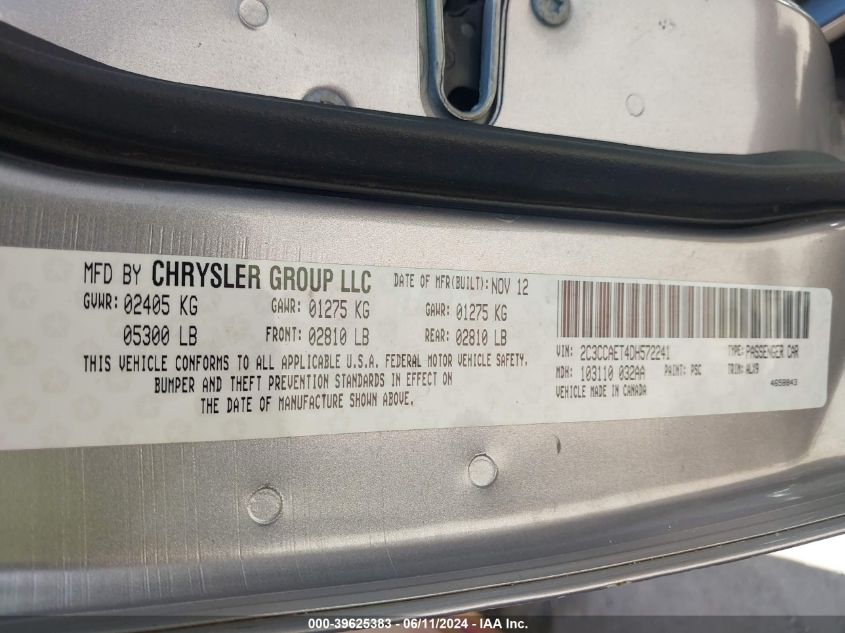 MFD BY CHRYSLER GROUP LLC DATE OF MFR(BUILT): NOV 12
GVWR: 02405 KG GAWR: 01275 KG GAWR: 01275 KG
05300 LB FRONT: 02810 LB REAR: 02810 LB
THIS VEHICLE CONFORMS TO ALL APPLICABLE U.S.A. FEDERAL MOTOR VEHICLE SAFETY,
BUMPER AND THEFT PREVENTION STANDARDS IN EFFECT ON
THE DATE OF MANUFACTURE SHOWN ABOVE.
VIN: 2C3CCAET4DH572241 TYPE: PASSENGER CAR
MDH: 103110 032AA PAINT: PSC TRIM: ALX9
VEHICLE MADE IN CANADA 4658843
000-39625383 - 06/11/2024 - IAA Inc.